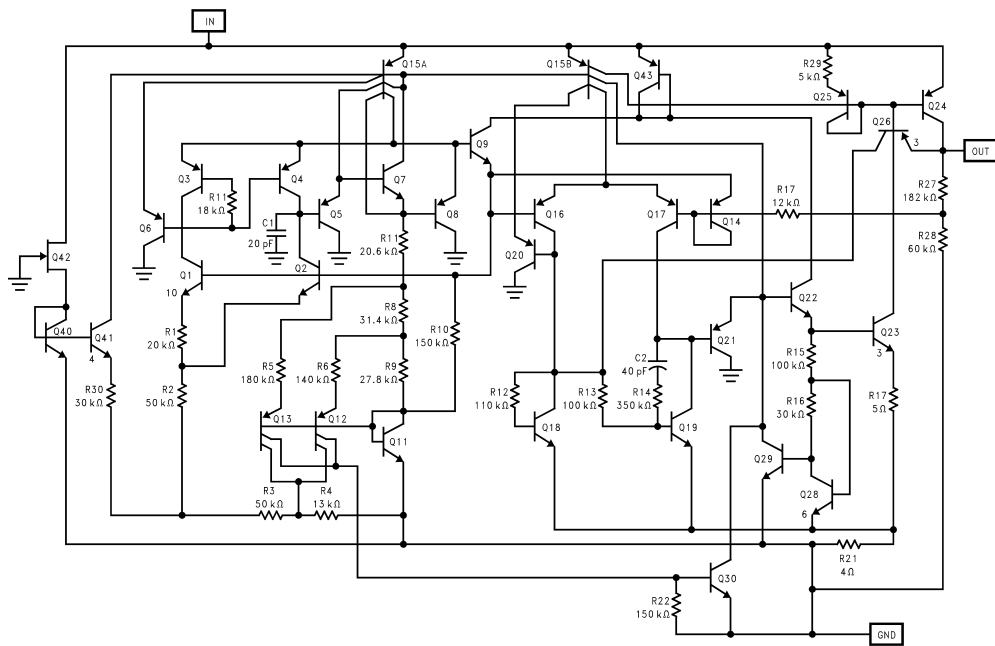 IN
Q15A
Q15B
Q43
R29
5 kΩ
Q25
Q24
Q26
3
OUT
Q9
Q3
Q4
R11
18 kΩ
Q7
R27
182 kΩ
R17
12 kΩ
Q6
C1
20 pF
Q5
Q8
Q16
Q17
Q14
R28
60 kΩ
R11
20.6 kΩ
Q42
Q20
Q1
10
Q2
R8
31.4 kΩ
Q22
Q40
Q41
4
R1
20 kΩ
R10
150 kΩ
Q21
Q23
3
R5
180 kΩ
R6
140 kΩ
R9
27.8 kΩ
C2
40 pF
R15
100 kΩ
R30
30 kΩ
R2
50 kΩ
R12
110 kΩ
R13
100 kΩ
R14
350 kΩ
R16
30 kΩ
R17
5Ω
Q13
Q12
Q11
Q18
Q19
Q29
Q28
6
R3
50 kΩ
R4
13 kΩ
R21
4Ω
Q30
R22
150 kΩ
GND